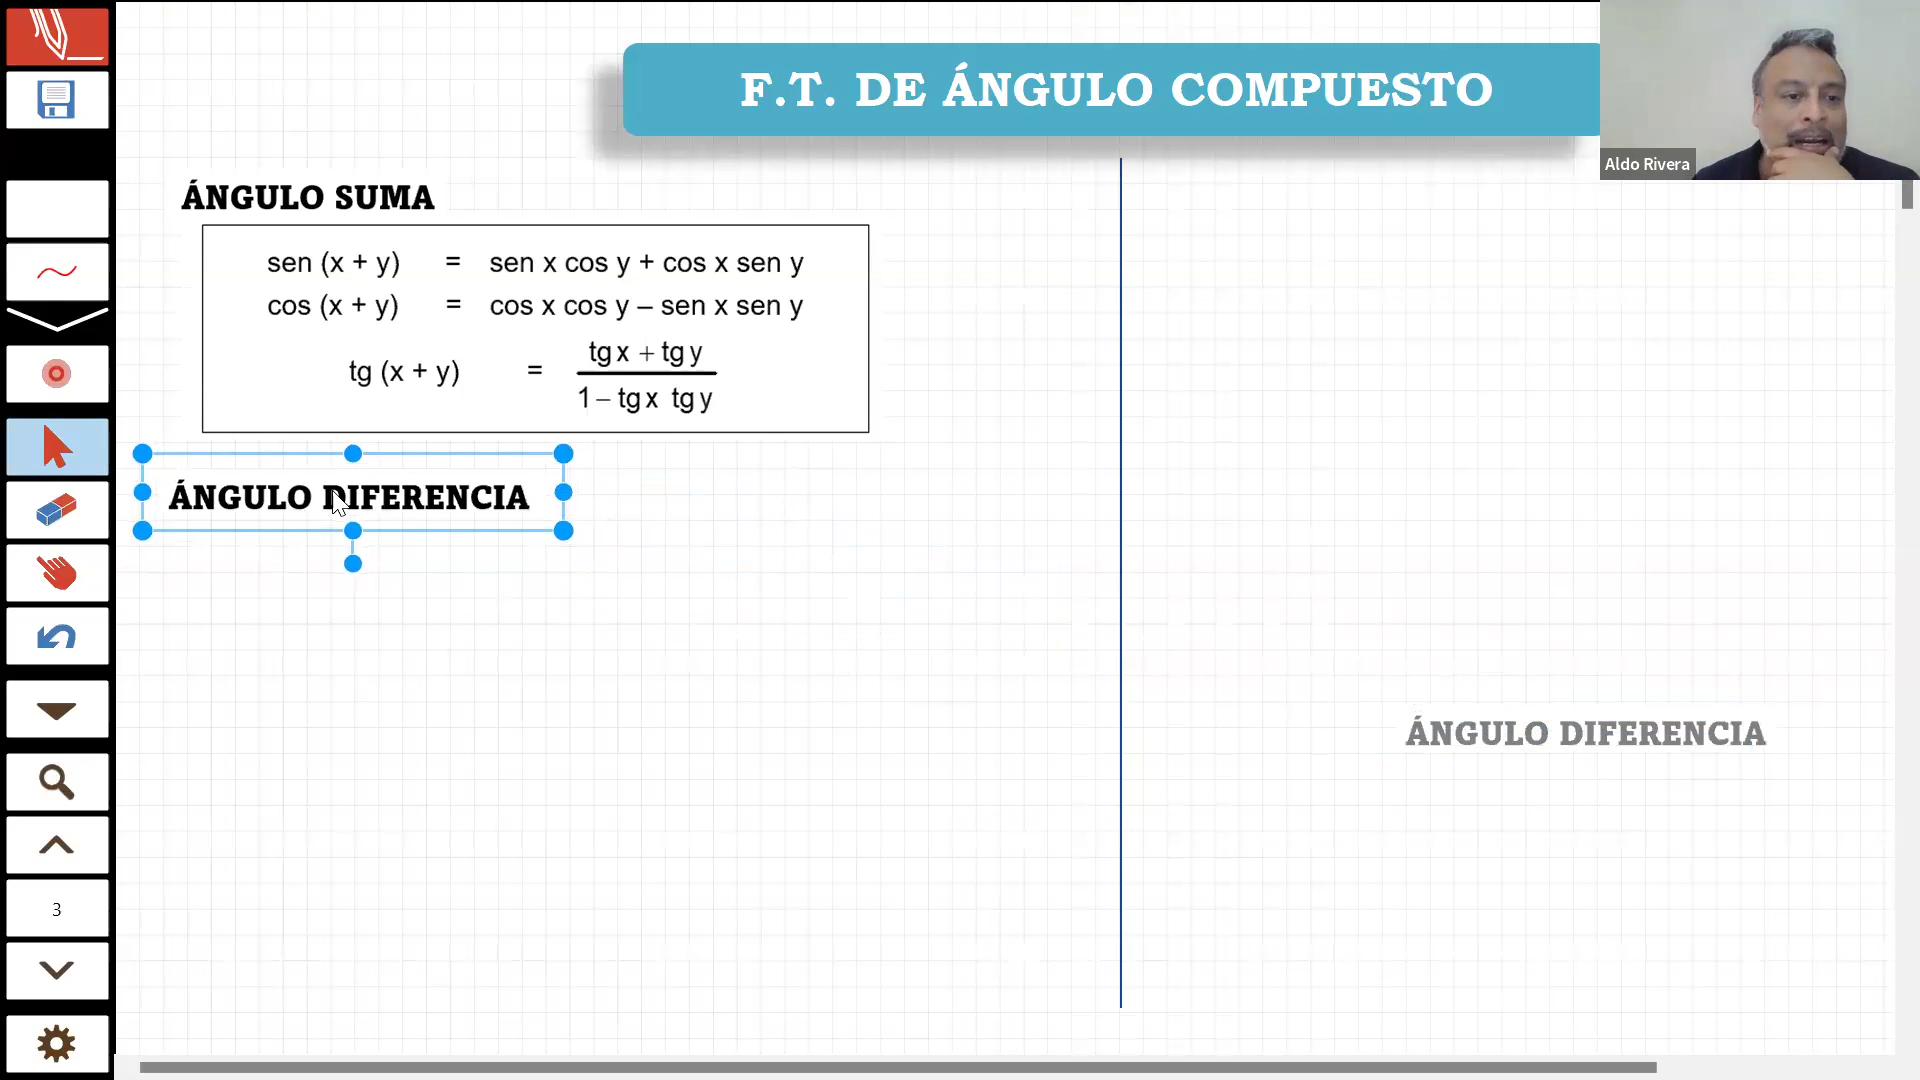 F.T. DE ÁNGULO COMPUESTO
Aldo Rivera
ÁNGULO SUMA
sen (x + y) = sen x cos y + cos x sen y
cos (x + y) = cos x cos y – sen x sen y
tg (x + y) = tg x + tg y
1 – tg x tg y
ÁNGULO DIFERENCIA
ÁNGULO DIFERENCIA
3